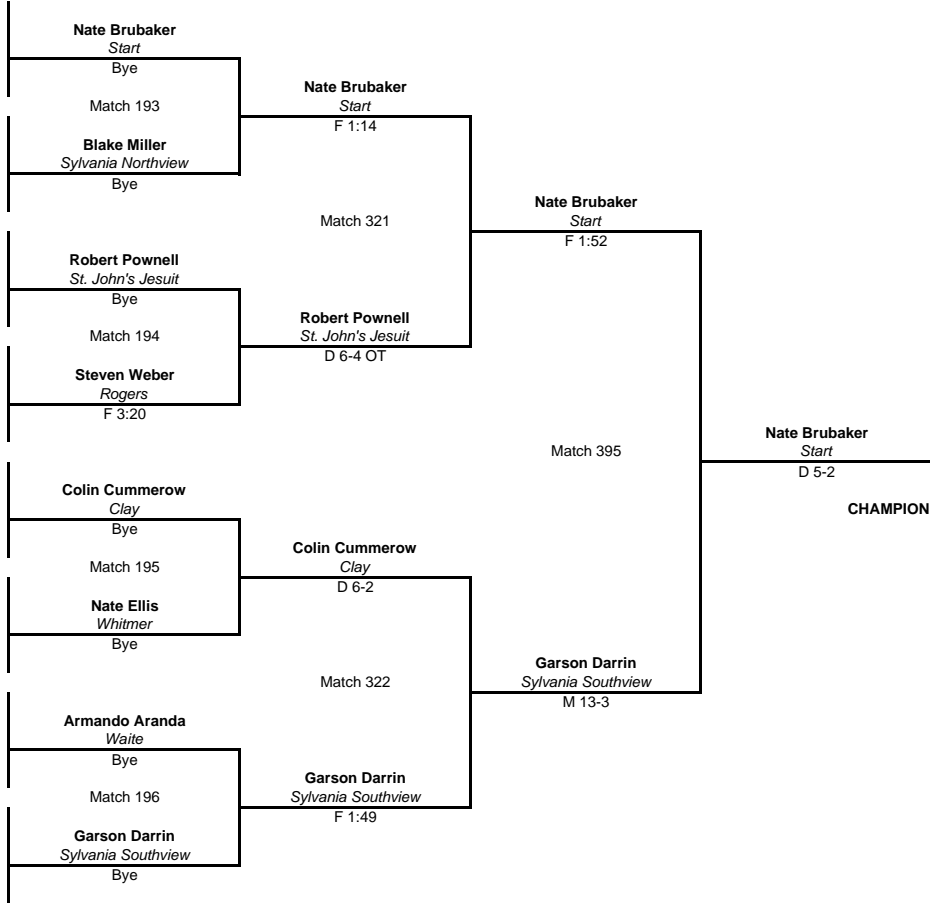 Nate Brubaker
Start
Bye
Match 193
Blake Miller
Sylvania Northview
Bye
Robert Pownell
St. John's Jesuit
Bye
Match 194
Steven Weber
Rogers
F 3:20
Colin Cummerow
Clay
Bye
Match 195
Nate Ellis
Whitmer
Bye
Armando Aranda
Waite
Bye
Match 196
Garson Darrin
Sylvania Southview
Bye
Nate Brubaker
Start
F 1:14
Match 321
Robert Pownell
St. John's Jesuit
D 6-4 OT
Colin Cummerow
Clay
D 6-2
Match 322
Garson Darrin
Sylvania Southview
F 1:49
Nate Brubaker
Start
F 1:52
Match 395
Garson Darrin
Sylvania Southview
M 13-3
Nate Brubaker
Start
D 5-2
CHAMPION